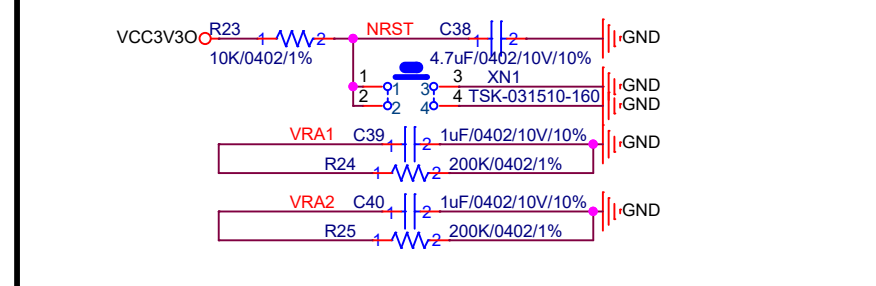 VCC3V3O R23 1 2 NRST C38 1 2 GND
10K/0402/1% 4.7uF/0402/10V/10%
1 1 3 3 XN1 GND
2 2 4 4 TSK-031510-160 GND
VRA1 C39 1 2 1uF/0402/10V/10% GND
R24 1 2 200K/0402/1%
VRA2 C40 1 2 1uF/0402/10V/10% GND
R25 1 2 200K/0402/1%